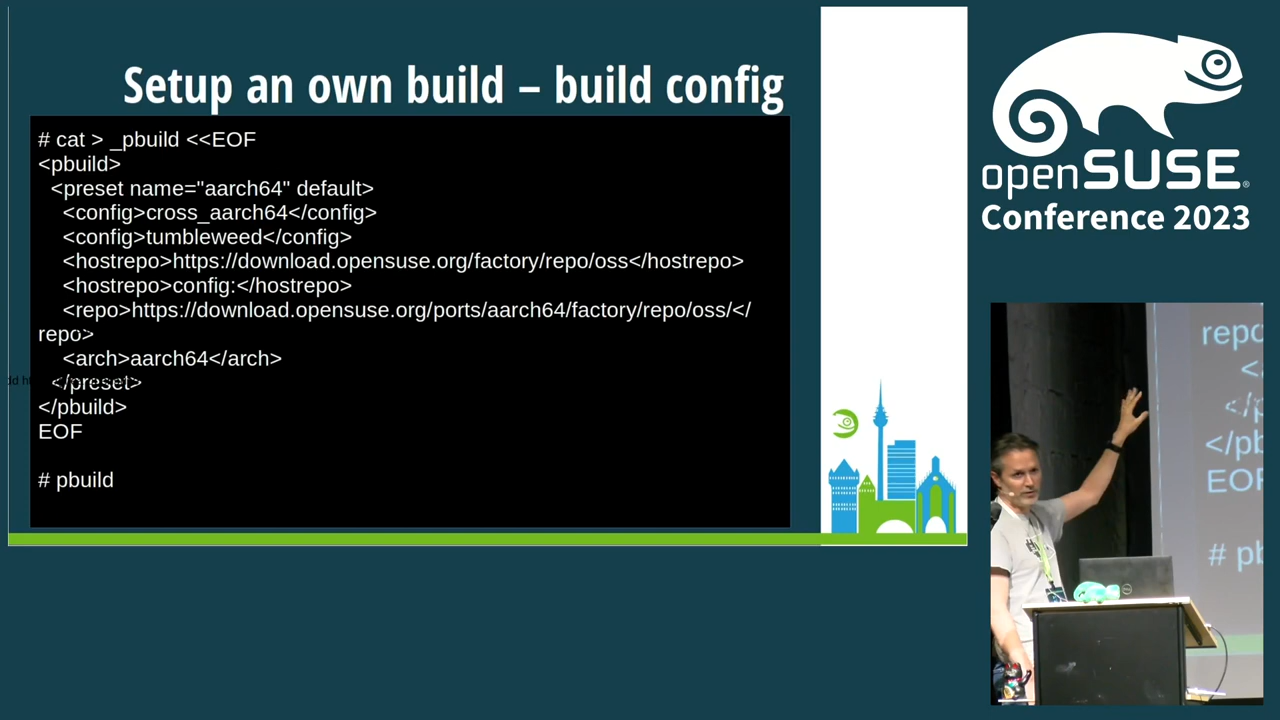 Setup an own build – build config
# cat > _pbuild <<EOF
<pbuild>
<preset name="aarch64" default>
<config>cross_aarch64</config>
<config>tumbleweed</config>
<hostrepo>https://download.opensuse.org/factory/repo/oss</hostrepo>
<hostrepo>config:</hostrepo>
<repo>https://download.opensuse.org/ports/aarch64/factory/repo/oss/</
repo>
<arch>aarch64</arch>
</preset>
</pbuild>
EOF
# pbuild
openSUSE®
Conference 2023
repo
</p
</pb
EOF
# pb
DELL